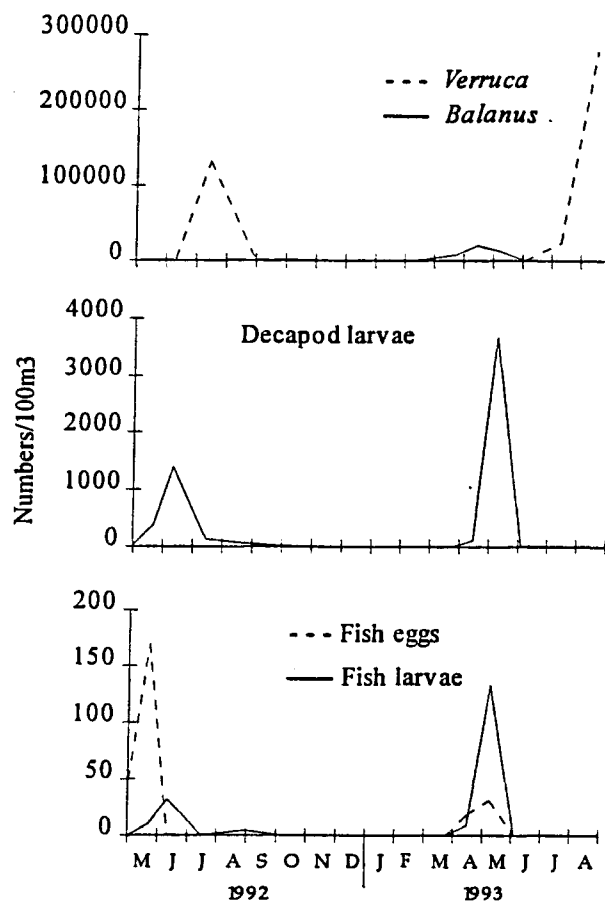 300000
200000
100000
0
Verruca
Balanus
Numbers/100m3
4000
3000
2000
1000
0
Decapod larvae
200
150
100
50
0
Fish eggs
Fish larvae
M J J A S O N D J F M A M J J A
1992 1993